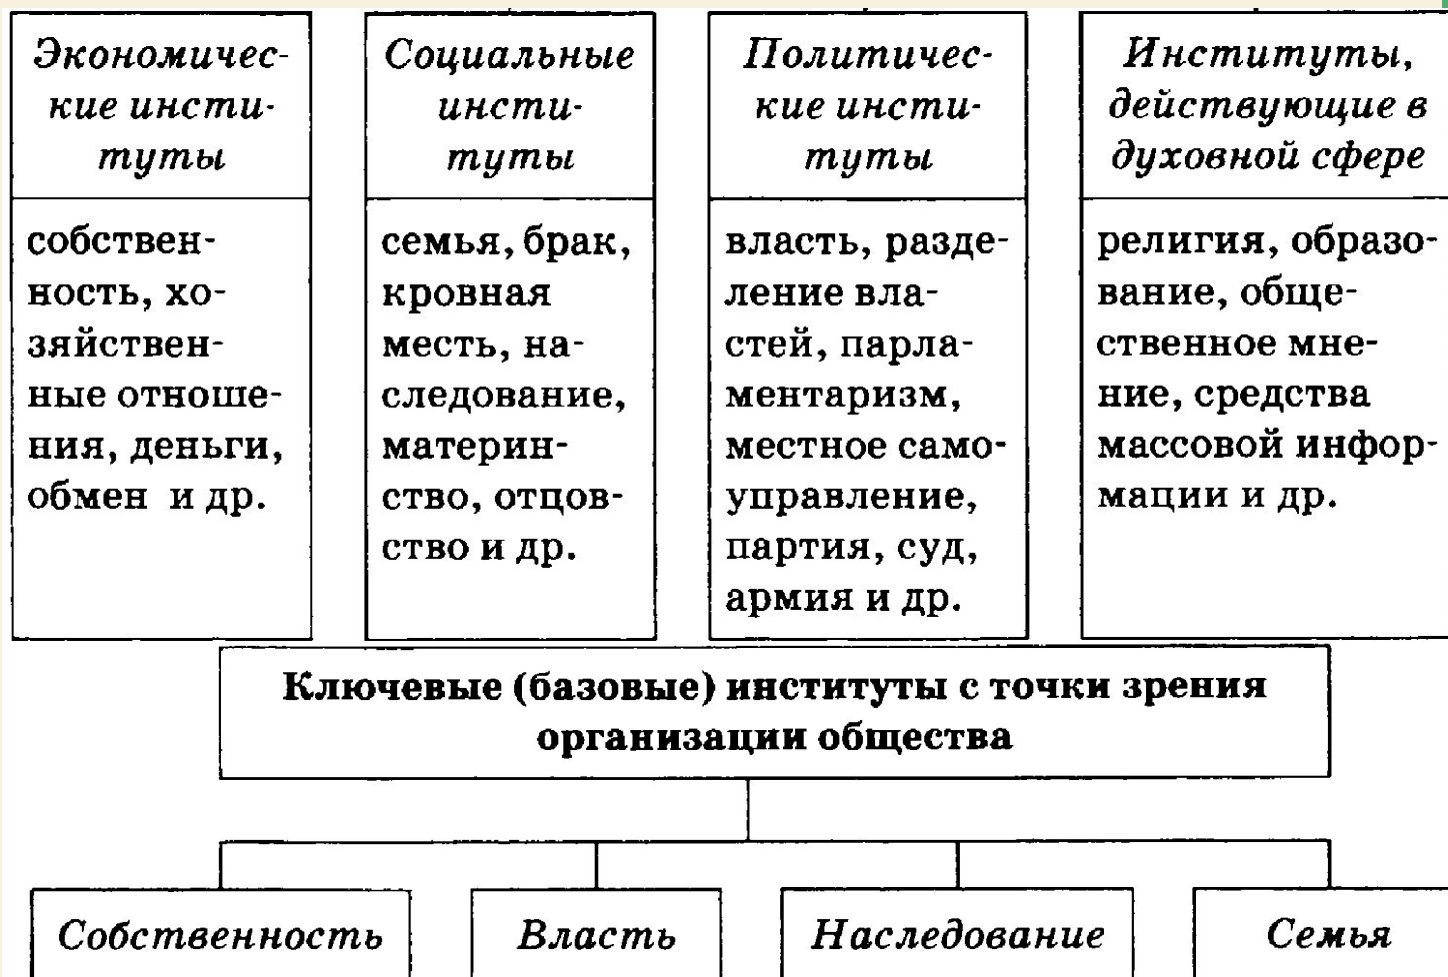 Экономичес-
кие инсти-
туты
собствен-
ность, хо-
зяйствен-
ные отноше-
ния, деньги,
обмен и др.
Социальные
инсти-
туты
семья, брак,
кровная
месть, на-
следование,
материн-
ство, отцов-
ство и др.
Политичес-
кие инсти-
туты
власть, разде-
ление вла-
стей, парла-
ментаризм,
местное само-
управление,
партия, суд,
армия и др.
Институты,
действующие в
духовной сфере
религия, образо-
вание, обще-
ственное мне-
ние, средства
массовой инфор-
мации и др.
Ключевые (базовые) институты с точки зрения
организации общества
Собственность
Власть
Наследование
Семья